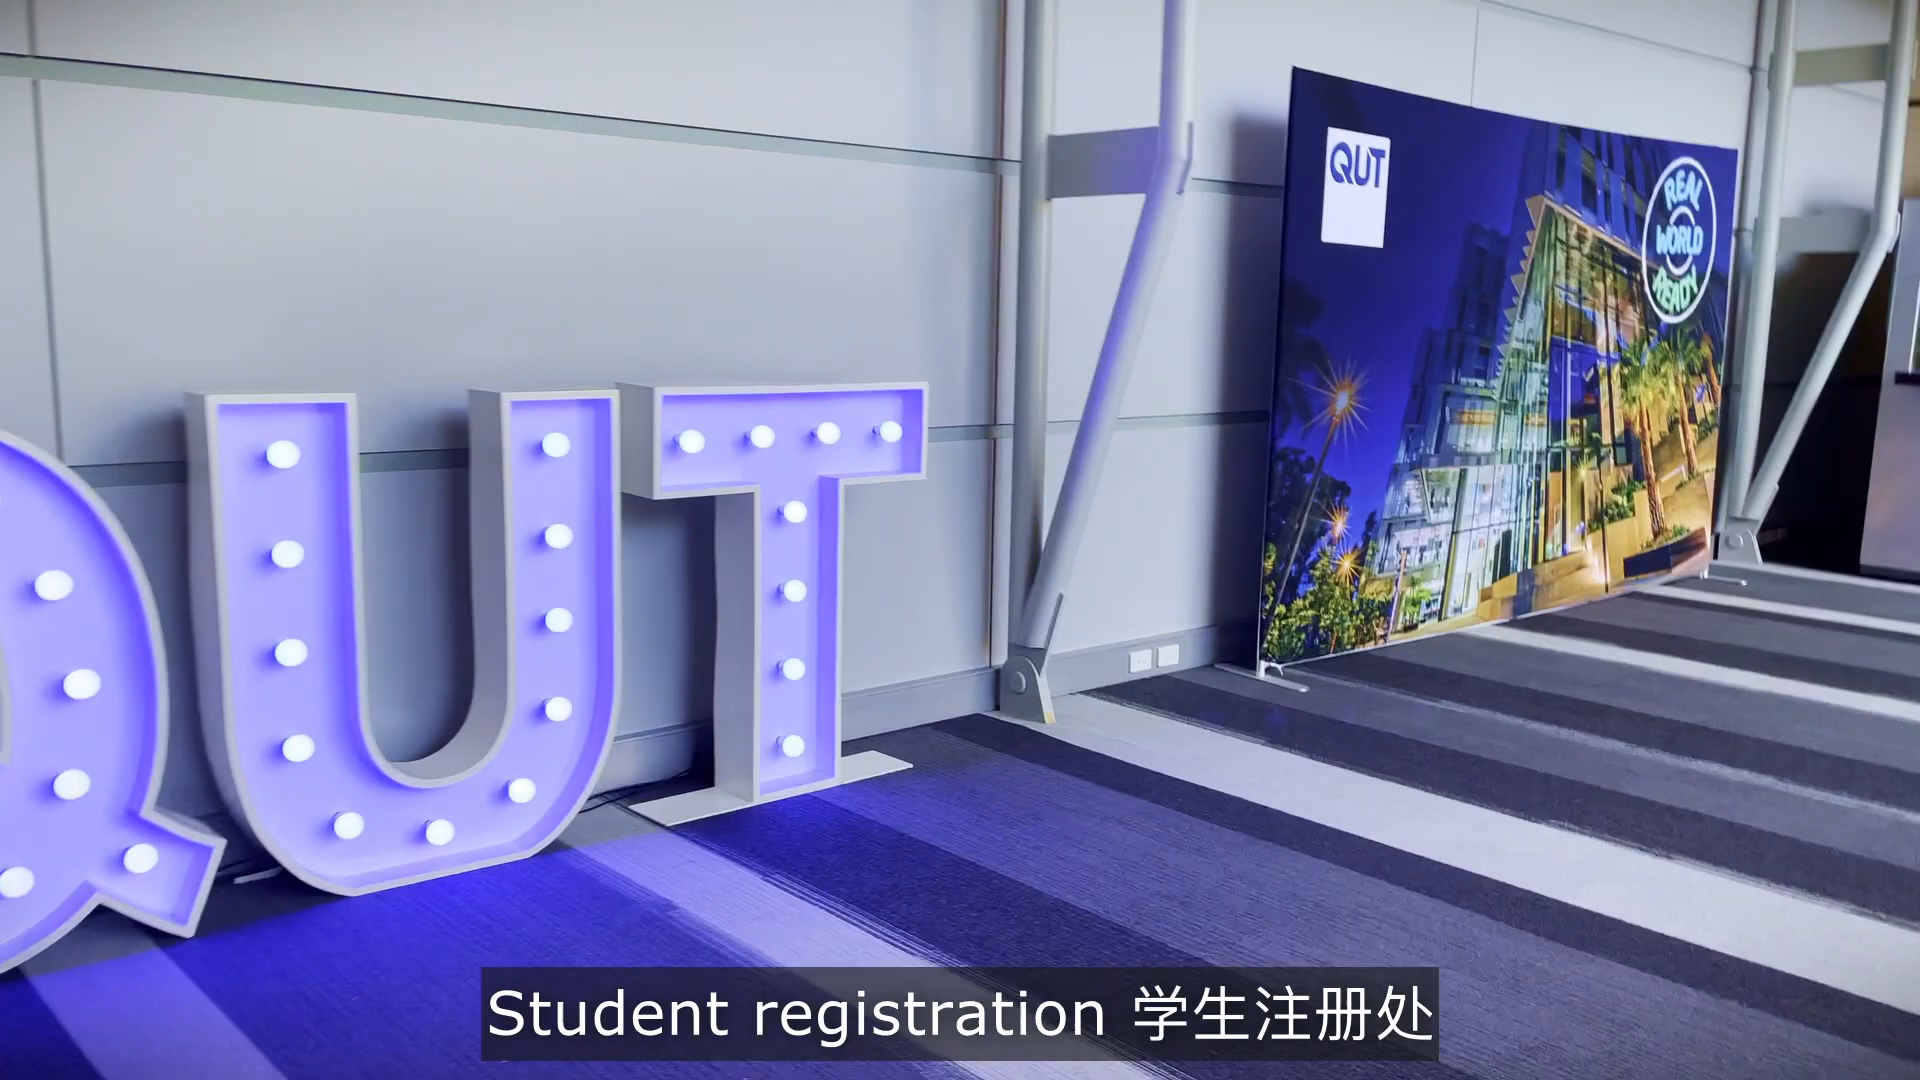 QUT
QUT
REAL
WORLD
READY
Student registration 学生注册处